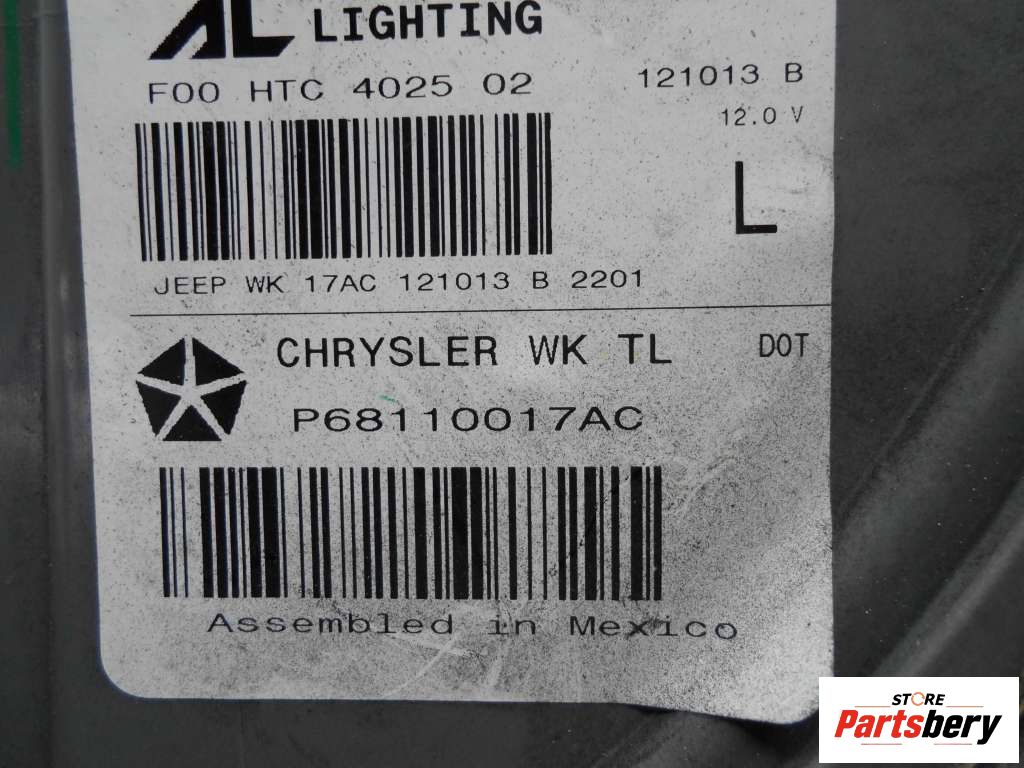 AL LIGHTING
F00 HTC 4025 02
121013 B
12.0 V
L
JEEP WK 17AC 121013 B 2201
CHRYSLER WK TL DOT
P68110017AC
Assembled in Mexico
STORE
Partsbery